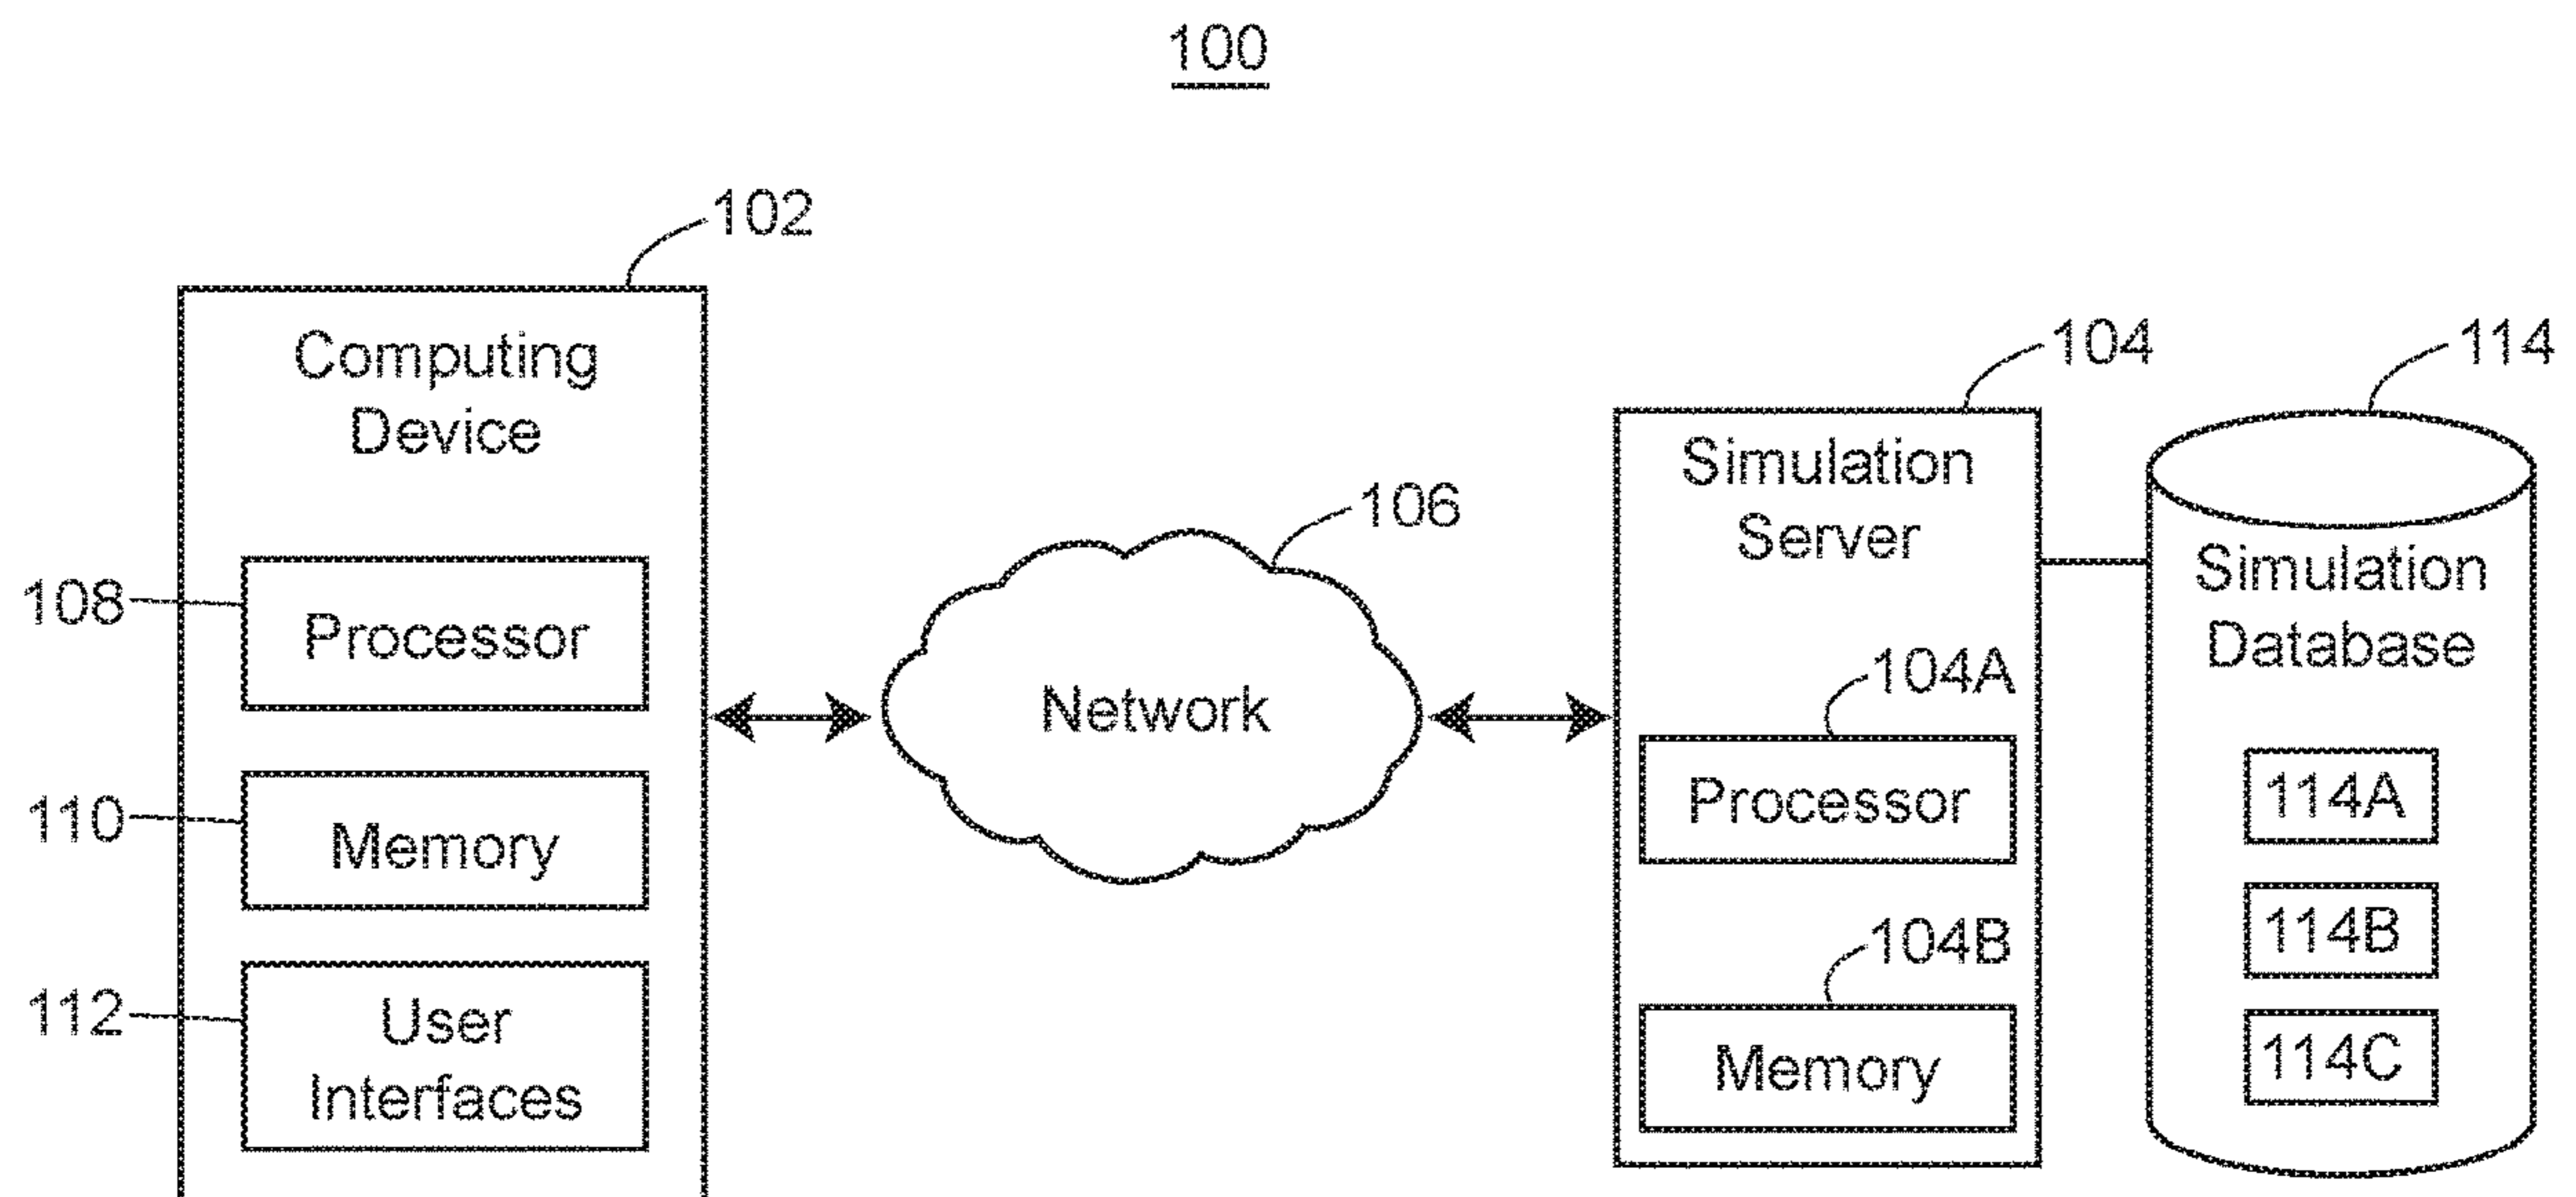 100
102
Computing
Device
108
Processor
110
Memory
112
User
Interfaces
106
Network
104
Simulation
Server
104A
Processor
104B
Memory
114
Simulation
Database
114A
114B
114C